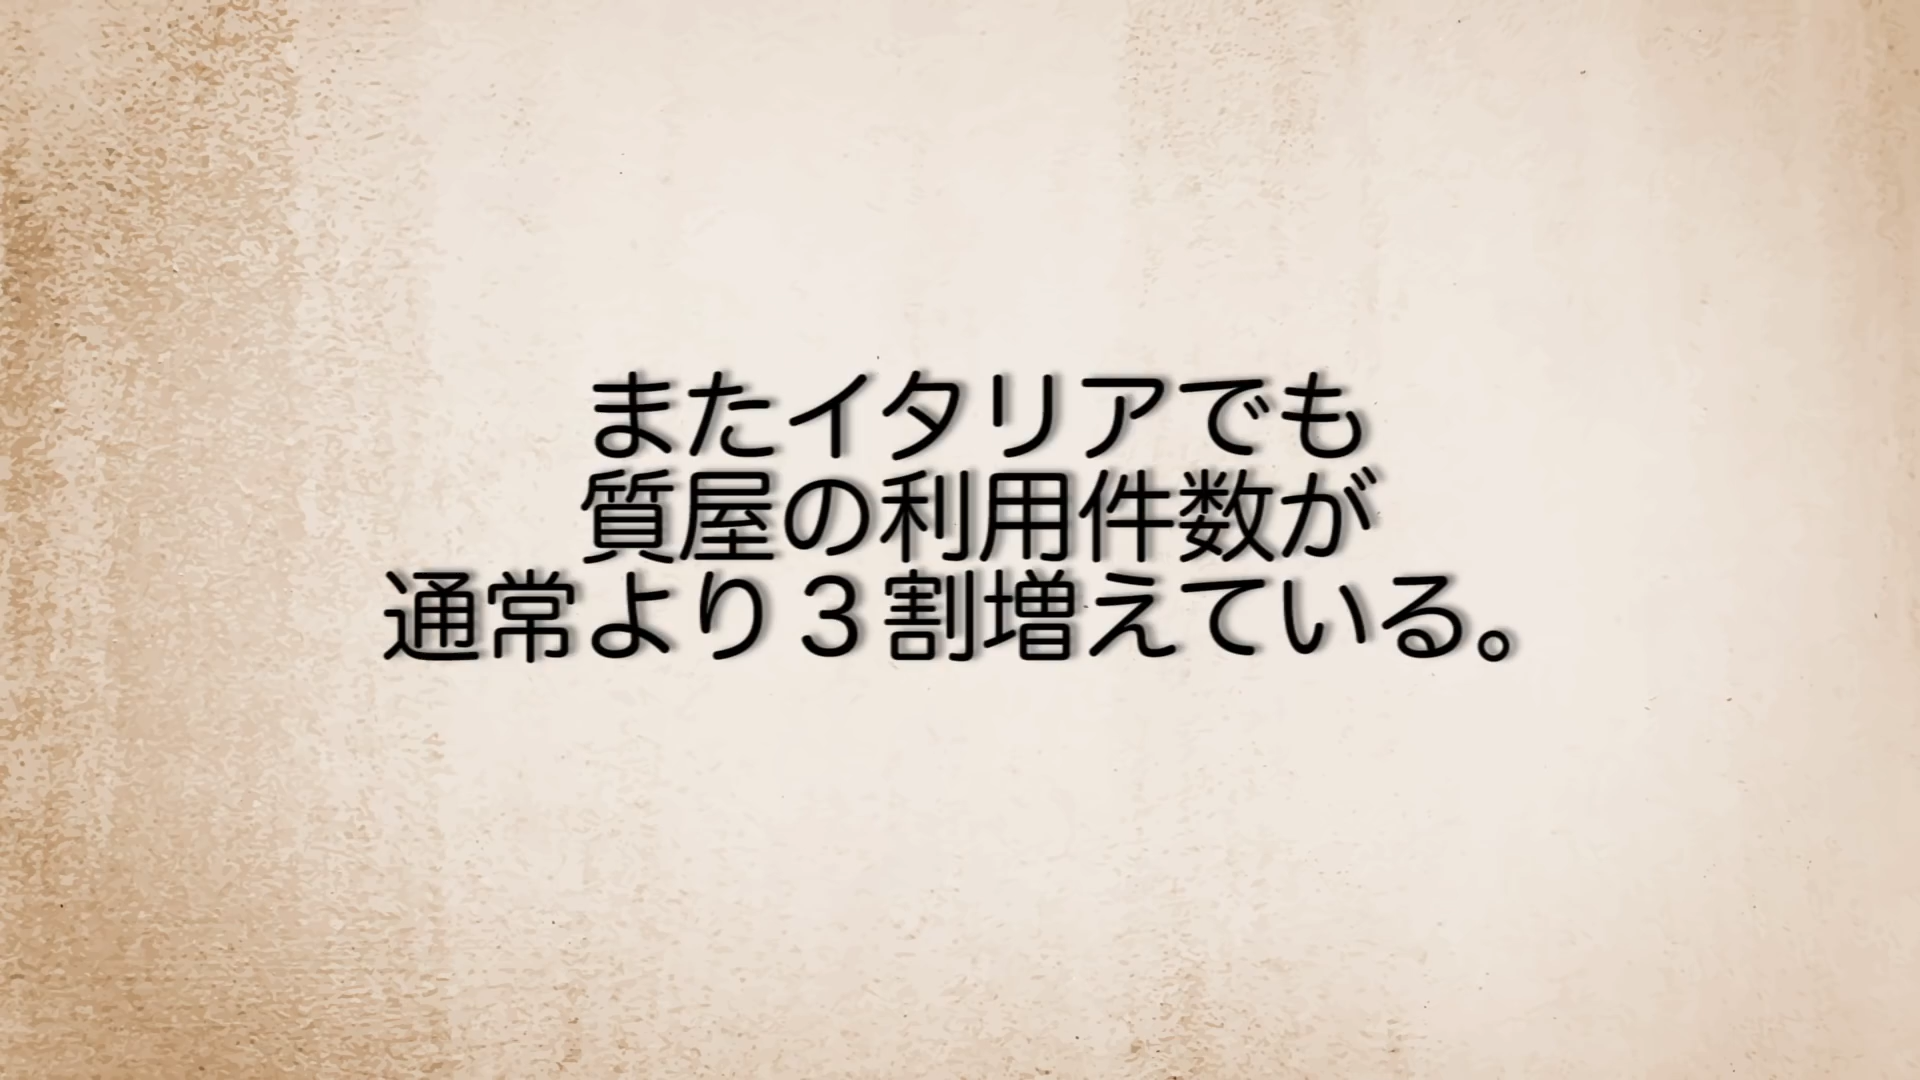 またイタリアでも
質屋の利用件数が
通常より３割増えている。